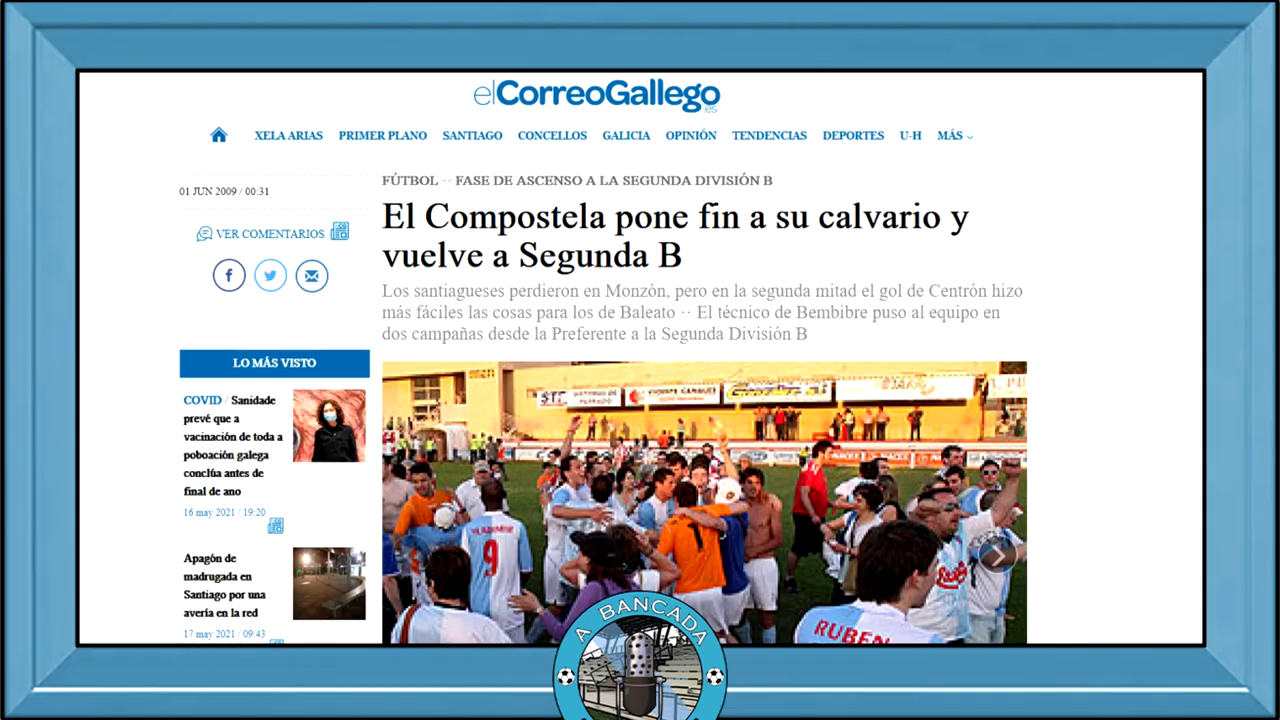 elCorreoGallego
.es
XELA ARIAS PRIMER PLANO SANTIAGO CONCELLOS GALICIA OPINIÓN TENDENCIAS DEPORTES U-H MÁS
01 JUN 2009 / 00:31
VER COMENTARIOS
FÚTBOL ·· FASE DE ASCENSO A LA SEGUNDA DIVISIÓN B
El Compostela pone fin a su calvario y
vuelve a Segunda B
Los santiagueses perdieron en Monzón, pero en la segunda mitad el gol de Centrón hizo
más fáciles las cosas para los de Baleato ·· El técnico de Bembibre puso al equipo en
dos campañas desde la Preferente a la Segunda División B
LO MÁS VISTO
COVID / Sanidade
prevé que a
vacinación de toda a
poboación galega
conclúa antes de
final de ano
16 may 2021 / 19:20
Apagón de
madrugada en
Santiago por una
avería en la red
17 may 2021 / 09:43
STC
9
7
RUBEN
A BANCADA